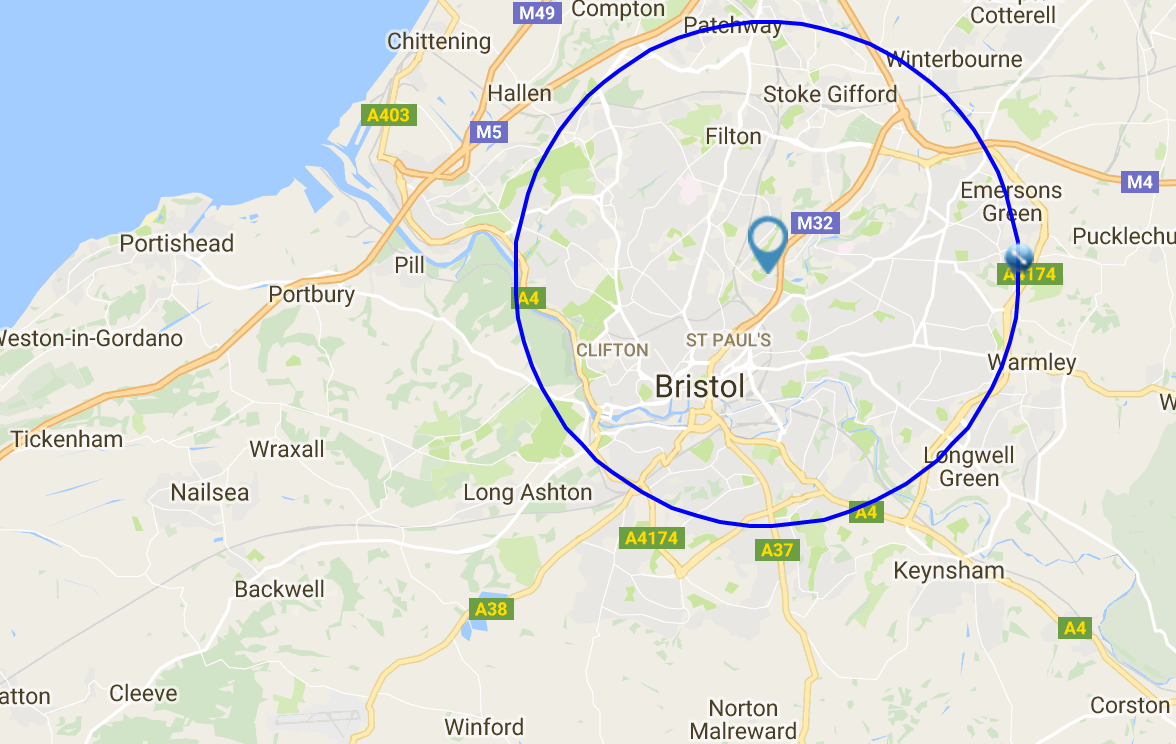 M49
Compton
Cotterell
Chittening
Patchway
Winterbourne
Hallen
Stoke Gifford
A403
M5
Filton
M4
Emersons
Green
M32
Portishead
Pucklechu
Pill
A4174
Portbury
A4
Weston-in-Gordano
CLIFTON
ST PAUL'S
Warmley
Bristol
W
Tickenham
Wraxall
Longwell
Green
Nailsea
Long Ashton
A4
A4174
A37
Keynsham
Backwell
A38
A4
atton
Cleeve
Corston
Winford
Norton
Malreward